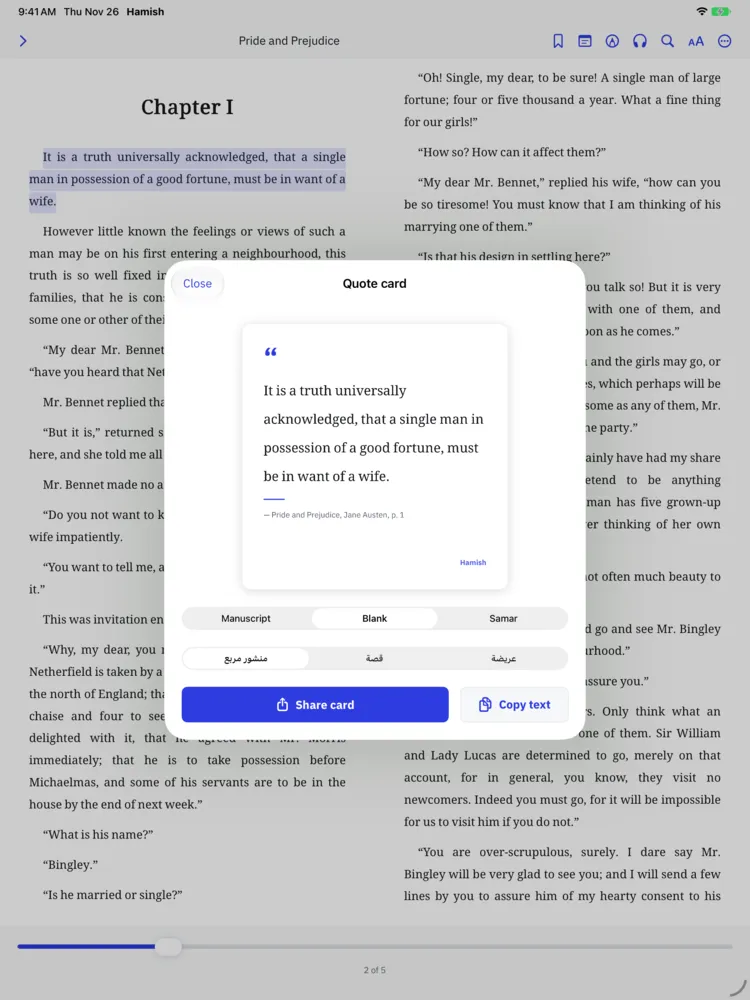 9:41 AM Thu Nov 26 Hamish
Pride and Prejudice
AA
Chapter I
It is a truth universally acknowledged, that a single
man in possession of a good fortune, must be in want of a
wife.
However little known the feelings or views of such a
man may be on his first entering a neighbourhood, this
truth is so well fixed in
families, that he is
some one or other of
“My dear Mr. Bennet
“have you heard that
Mr. Bennet replied
“But it is,” returned
here, and she told me all
Mr. Bennet made no
“Do you not want to
wife impatiently.
“You want to tell me,
it.”
This was invitation
“Why, my dear, you
Netherfield is taken by a
the north of England;
chaise and four to see
delighted with it, that he agreed with Mr. Morris
immediately; that he is to take possession before
Michaelmas, and some of his servants are to be in the
house by the end of next week.”
“What is his name?”
“Bingley.”
“Is he married or single?”
“Oh! Single, my dear, to be sure! A single man of large
fortune; four or five thousand a year. What a fine thing
for our girls!”
“How so? How can it affect them?”
“My dear Mr. Bennet,” replied his wife, “how can you
be so tiresome! You must know that I am thinking of his
marrying one of them.”
“Is that his design in settling here?”
you talk so! But it is very
with one of them, and
as he comes.”
and the girls may go, or
which perhaps will be
some as any of them, Mr.
party.”
have had my share
to be anything
man has five grown-up
thinking of her own
not often much beauty to
go and see Mr. Bingley
assure you.”
Only think what an
one of them. Sir William
and Lady Lucas are determined to go, merely on that
account, for in general, you know, they visit no
newcomers. Indeed you must go, for it will be impossible
for us to visit him if you do not.”
“You are over-scrupulous, surely. I dare say Mr.
Bingley will be very glad to see you; and I will send a few
lines by you to assure him of my hearty consent to his
Close
Quote card
“
It is a truth universally
acknowledged, that a single man in
possession of a good fortune, must
be in want of a wife.
— Pride and Prejudice, Jane Austen, p. 1
Hamish
Manuscript Blank Samar
منشور مربع قصة عريضة
Share card Copy text
2 of 5